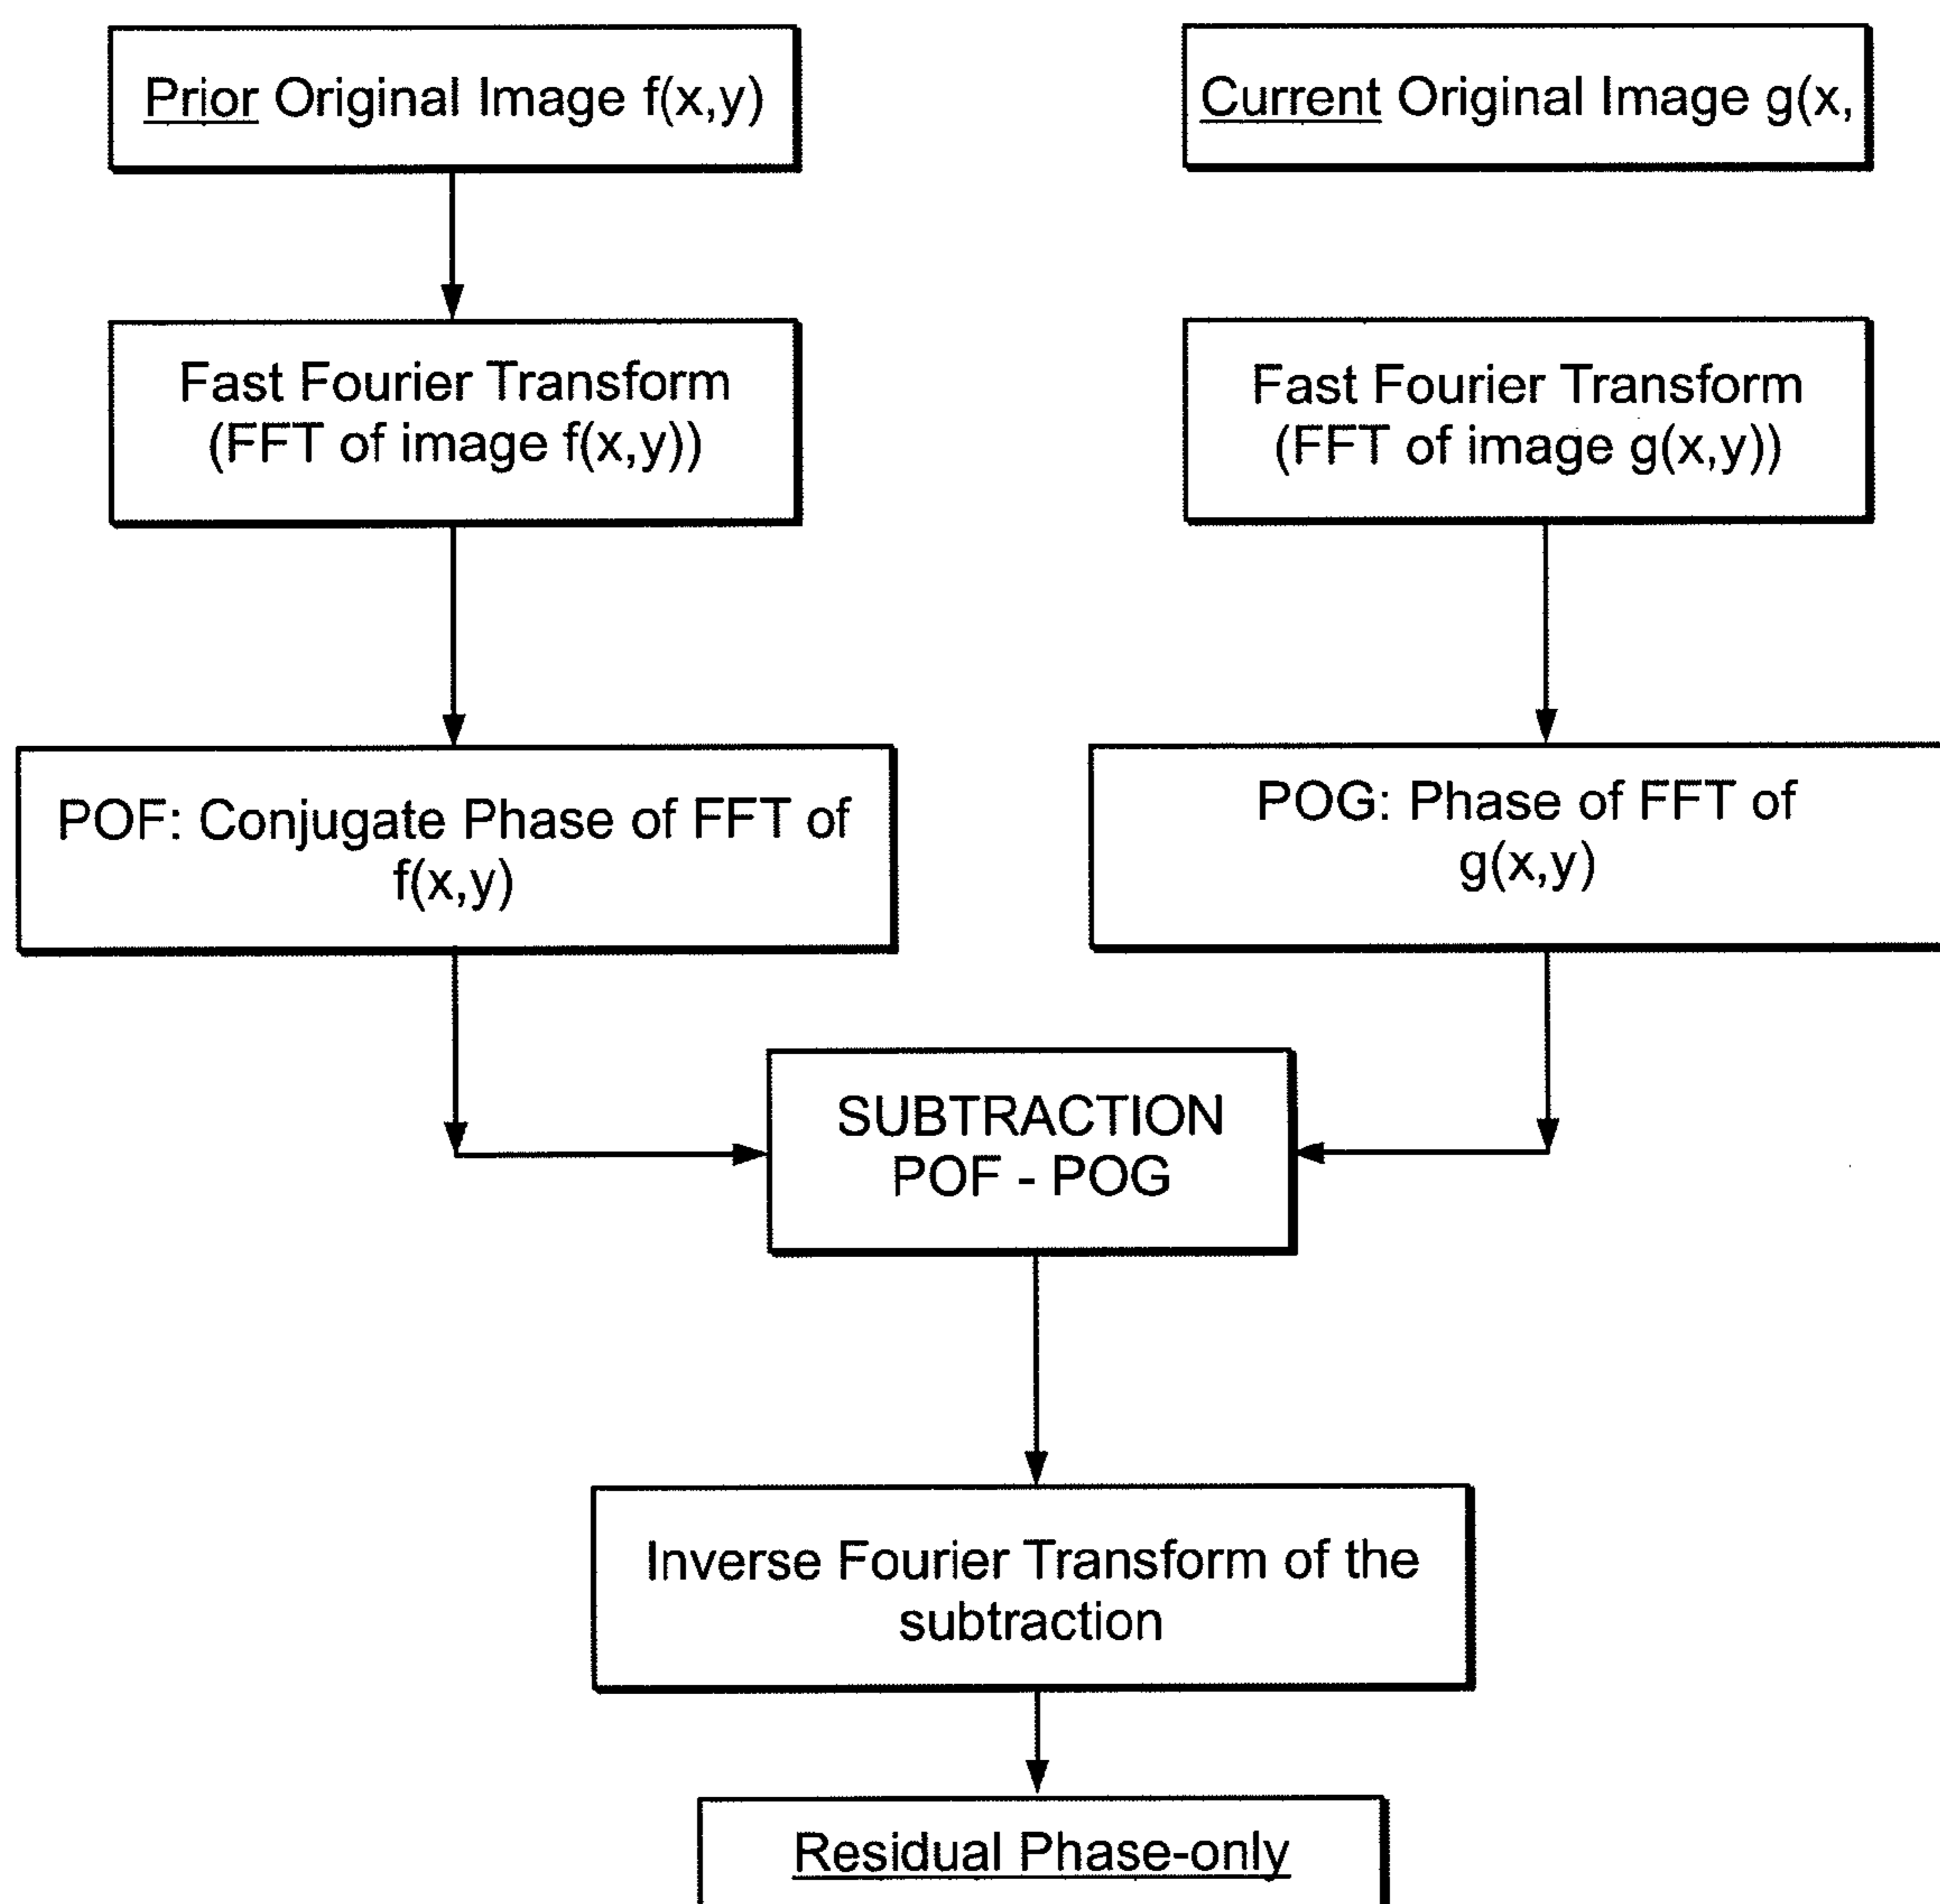 Prior Original Image f(x,y)
Current Original Image g(x,
Fast Fourier Transform
(FFT of image f(x,y))
Fast Fourier Transform
(FFT of image g(x,y))
POF: Conjugate Phase of FFT of
f(x,y)
POG: Phase of FFT of
g(x,y)
SUBTRACTION
POF - POG
Inverse Fourier Transform of the
subtraction
Residual Phase-only